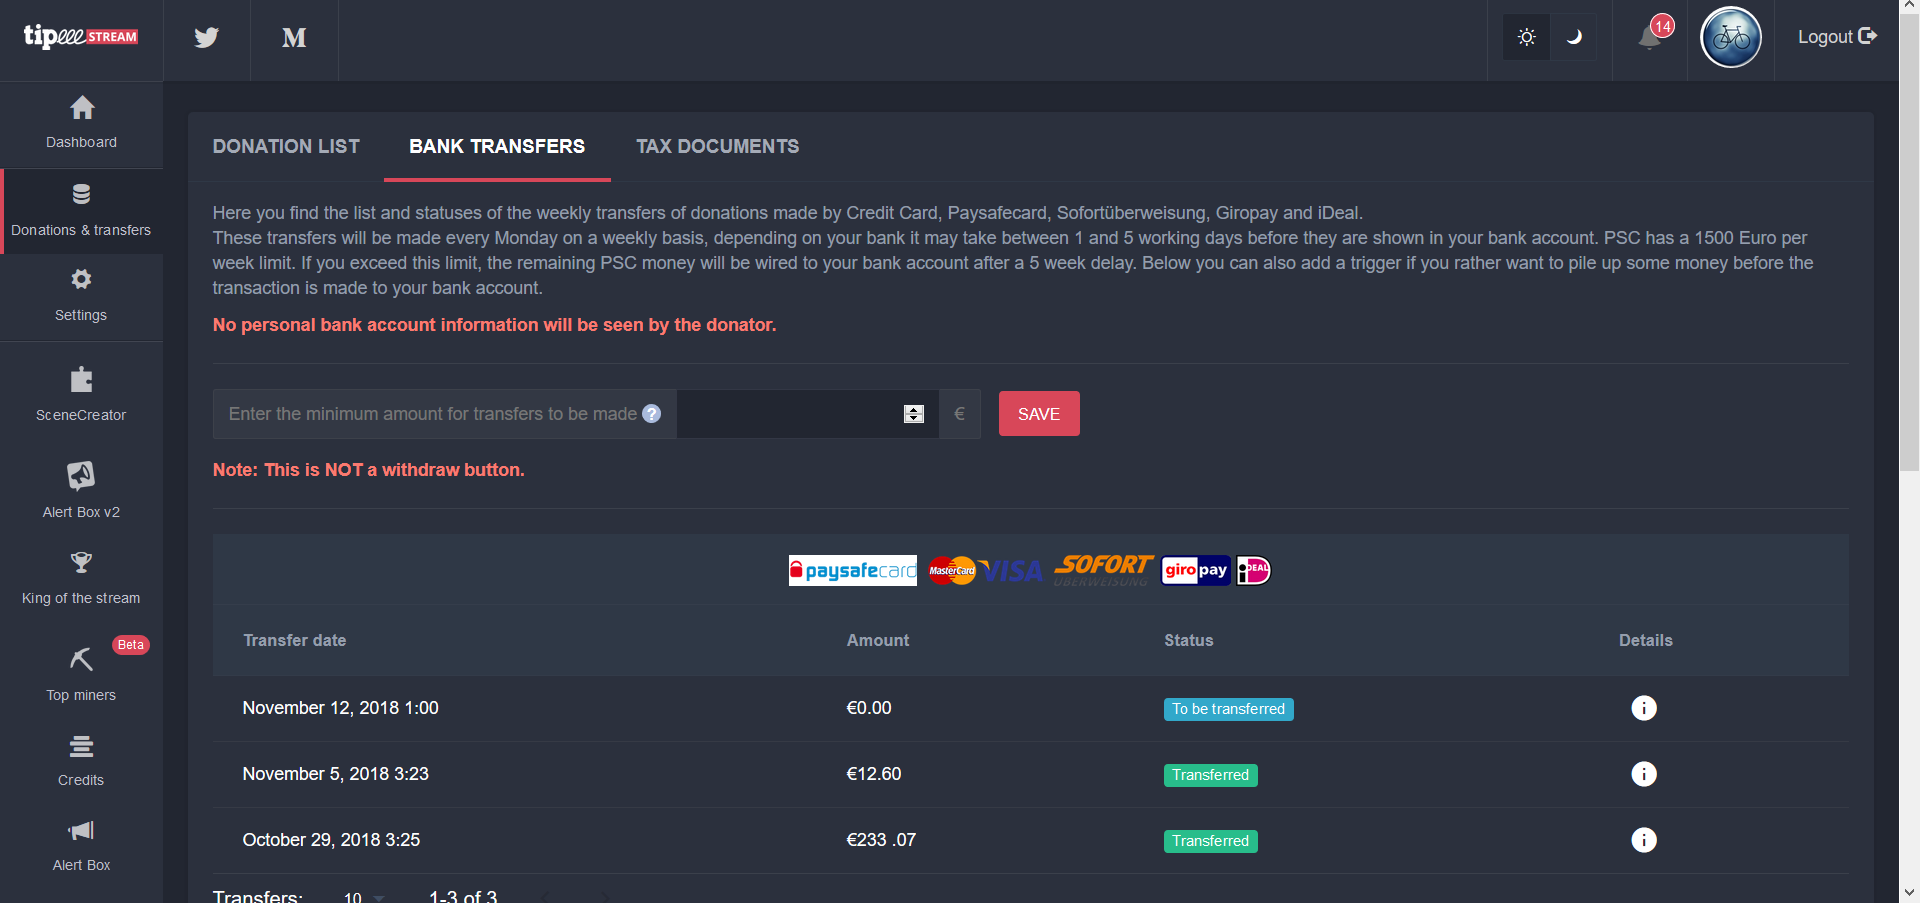 tipeee STREAM
M
14
Logout
Dashboard
Donations & transfers
Settings
SceneCreator
Alert Box v2
King of the stream
Beta
Top miners
Credits
Alert Box
DONATION LIST
BANK TRANSFERS
TAX DOCUMENTS
Here you find the list and statuses of the weekly transfers of donations made by Credit Card, Paysafecard, Sofortüberweisung, Giropay and iDeal.
These transfers will be made every Monday on a weekly basis, depending on your bank it may take between 1 and 5 working days before they are shown in your bank account. PSC has a 1500 Euro per
week limit. If you exceed this limit, the remaining PSC money will be wired to your bank account after a 5 week delay. Below you can also add a trigger if you rather want to pile up some money before the
transaction is made to your bank account.
No personal bank account information will be seen by the donator.
Enter the minimum amount for transfers to be made ?
€
SAVE
Note: This is NOT a withdraw button.
paysafecard MasterCard VISA SOFORT ÜBERWEISUNG giropay iDEAL
Transfer date Amount Status Details
November 12, 2018 1:00 €0.00 To be transferred i
November 5, 2018 3:23 €12.60 Transferred i
October 29, 2018 3:25 €233 .07 Transferred i
Transfers: 10 1-3 of 3